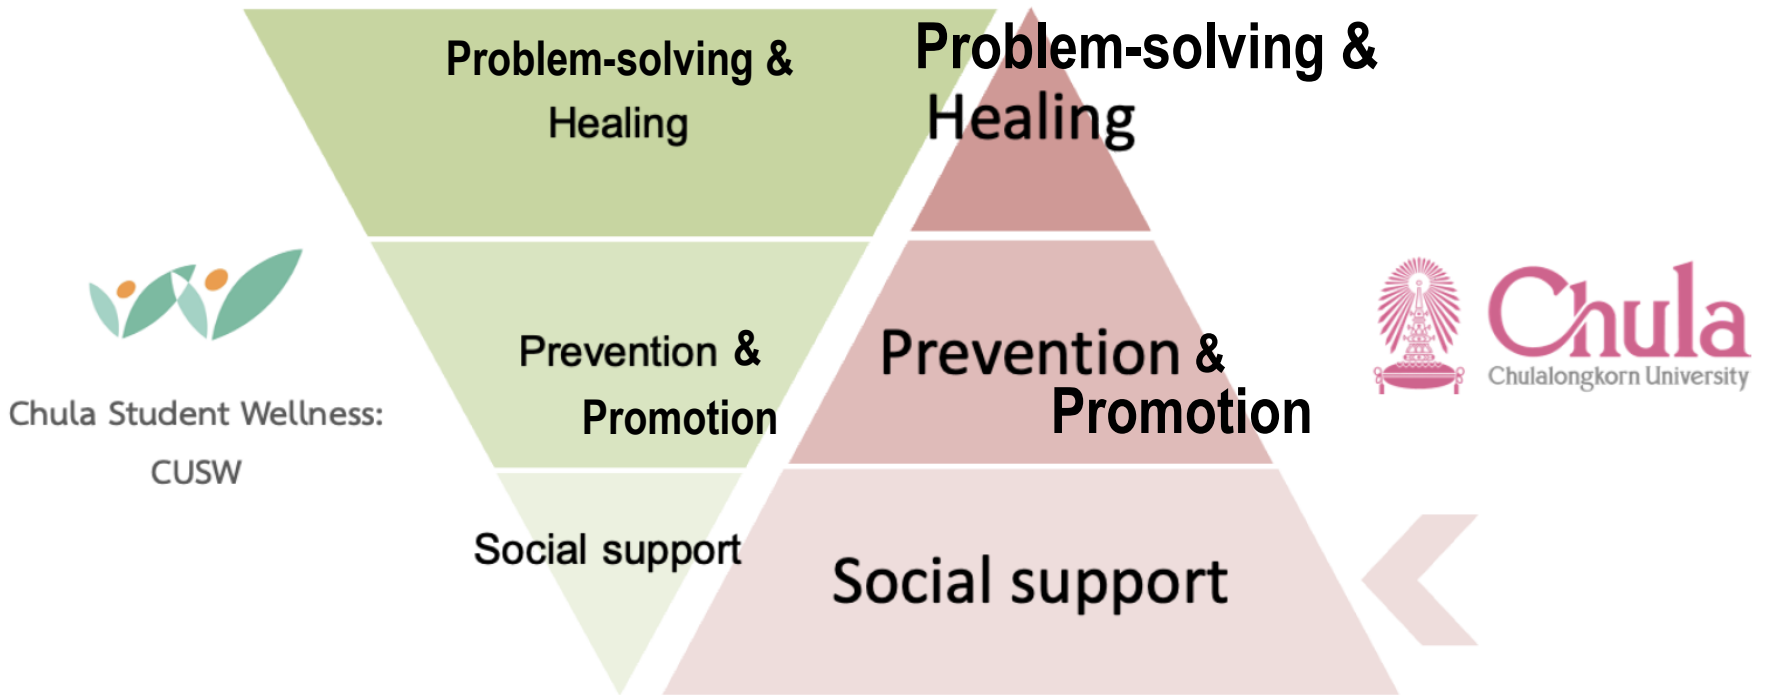 Problem-solving &
Healing
Prevention &
Promotion
Social support
Problem-solving &
Healing
Prevention &
Promotion
Social support
Chula Student Wellness:
CUSW
Chula
Chulalongkorn University